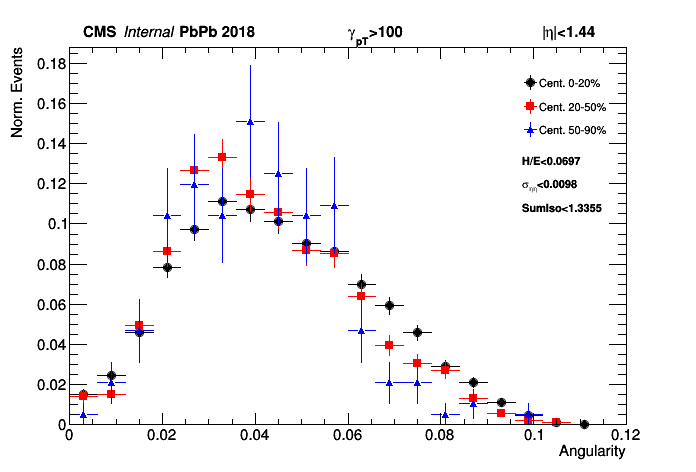 CMS Internal PbPb 2018 γpT>100 |η|<1.44
Norm. Events
0.18
0.16
0.14
0.12
0.1
0.08
0.06
0.04
0.02
0
Cent. 0-20%
Cent. 20-50%
Cent. 50-90%
H/E<0.0697
σηη<0.0098
SumIso<1.3355
0 0.02 0.04 0.06 0.08 0.1 0.12
Angularity